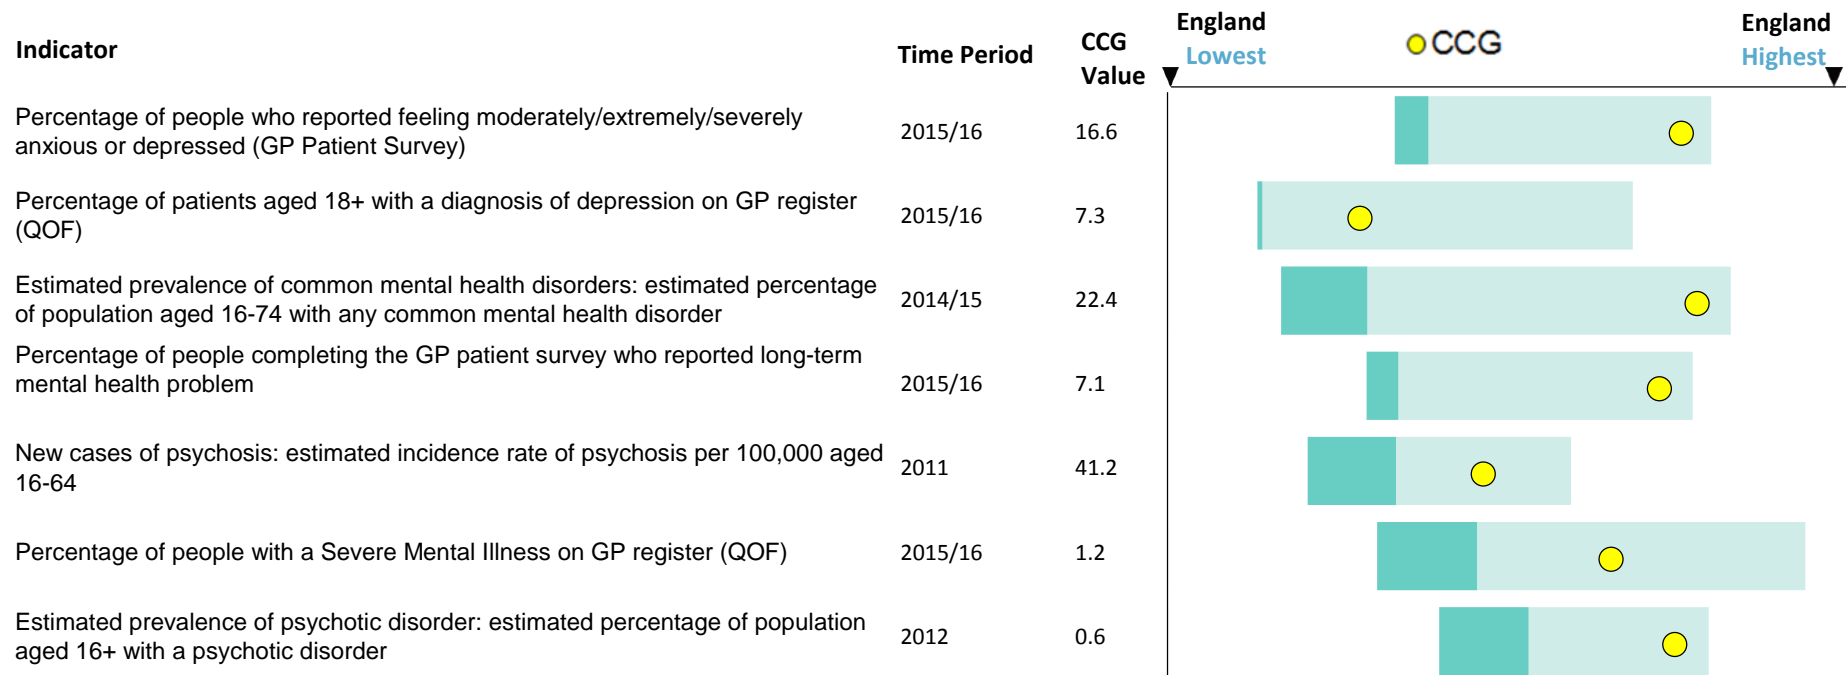 Indicator
Time Period
CCG
Value
England
Lowest
CCG
England
Highest
Percentage of people who reported feeling moderately/extremely/severely
anxious or depressed (GP Patient Survey)
2015/16
16.6
Percentage of patients aged 18+ with a diagnosis of depression on GP register
(QOF)
2015/16
7.3
Estimated prevalence of common mental health disorders: estimated percentage
of population aged 16-74 with any common mental health disorder
2014/15
22.4
Percentage of people completing the GP patient survey who reported long-term
mental health problem
2015/16
7.1
New cases of psychosis: estimated incidence rate of psychosis per 100,000 aged
16-64
2011
41.2
Percentage of people with a Severe Mental Illness on GP register (QOF)
2015/16
1.2
Estimated prevalence of psychotic disorder: estimated percentage of population
aged 16+ with a psychotic disorder
2012
0.6